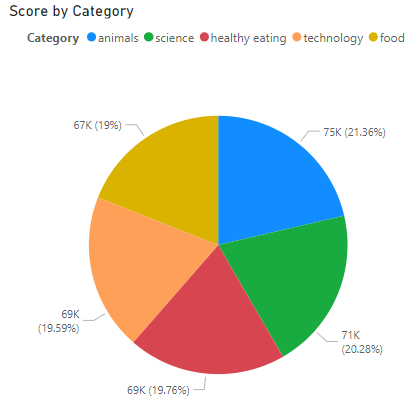 Score by Category
Category animals science healthy eating technology food
67K (19%)
75K (21.36%)
69K
(19.59%)
71K
(20.28%)
69K (19.76%)